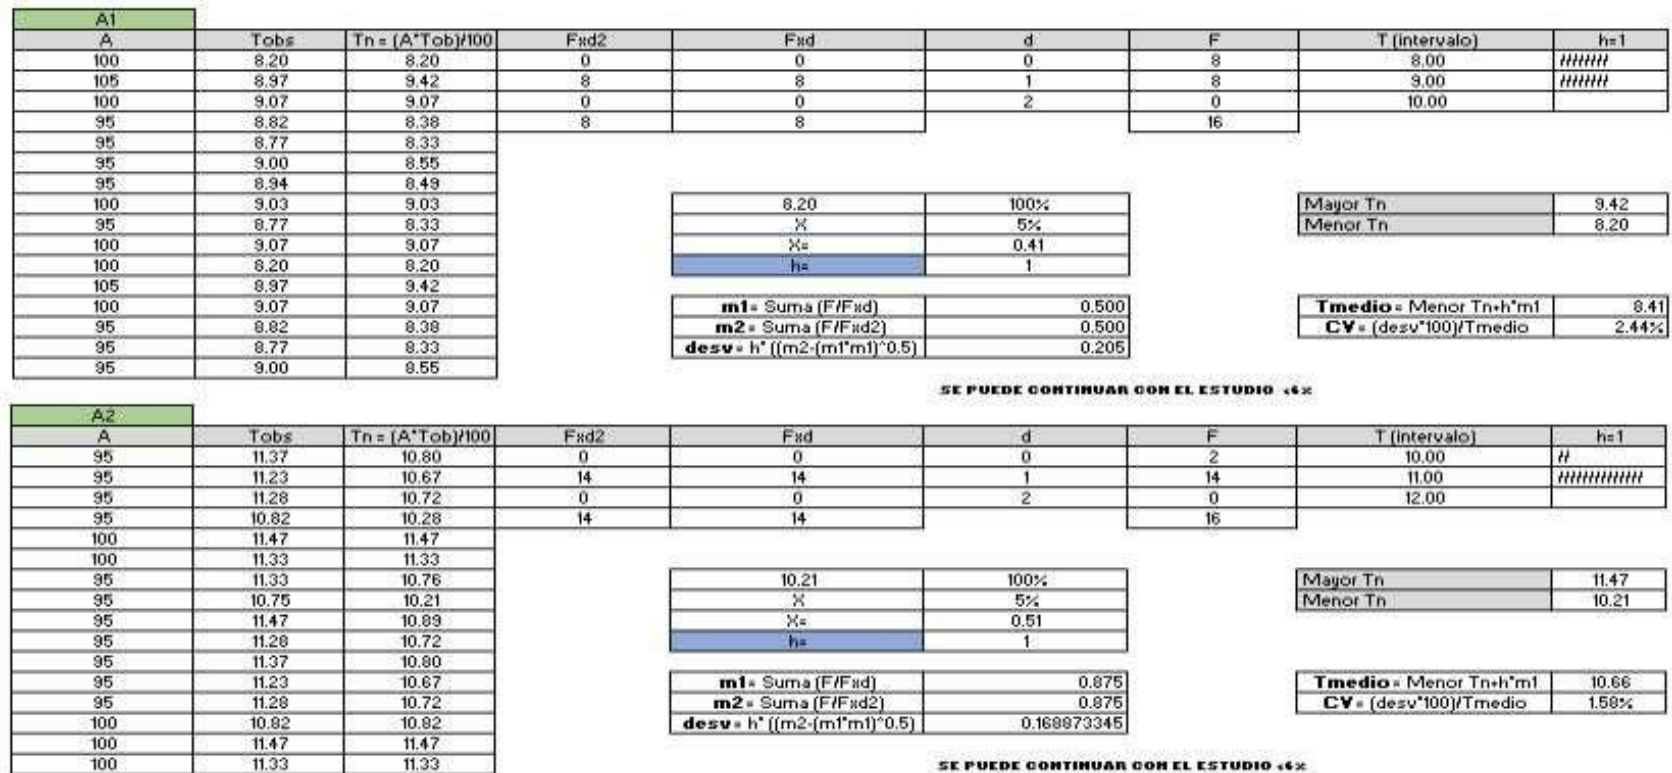 A1
A Tobs Tn = (A*Tob)/100 Fxd2 Fxd d F T (intervalo) h=1
100 8.20 8.20 0 0 0 8 8.00 ////////
105 8.97 9.42 8 8 1 8 9.00 ////////
100 9.07 9.07 0 0 2 0 10.00
95 8.82 8.38 8 8 16
95 8.77 8.33
95 9.00 8.55
95 8.94 8.49
100 9.03 9.03 8.20 100% Mayor Tn 9.42
95 8.77 8.33 X 5% Menor Tn 8.20
100 9.07 9.07 X= 0.41
100 8.20 8.20 h= 1
105 8.97 9.42
100 9.07 9.07 m1= Suma (F/Fxd) 0.500 Tmedio = Menor Tn+h*m1 8.41
95 8.82 8.38 m2= Suma (F/Fxd2) 0.500 CV= (desv*100)/Tmedio 2.44%
95 8.77 8.33 desv= h* ((m2-(m1*m1)^0.5) 0.205
95 9.00 8.55
SE PUEDE CONTINUAR CON EL ESTUDIO <6%
A2
A Tobs Tn = (A*Tob)/100 Fxd2 Fxd d F T (intervalo) h=1
95 11.37 10.80 0 0 0 2 10.00 //
95 11.23 10.67 14 14 1 14 11.00 //////////////
95 11.28 10.72 0 0 2 0 12.00
95 10.82 10.28 14 14 16
100 11.47 11.47
100 11.33 11.33
95 11.33 10.76 10.21 100% Mayor Tn 11.47
95 10.75 10.21 X 5% Menor Tn 10.21
95 11.47 10.89 X= 0.51
95 11.28 10.72 h= 1
95 11.37 10.80
95 11.23 10.67 m1= Suma (F/Fxd) 0.875 Tmedio = Menor Tn+h*m1 10.66
95 11.28 10.72 m2= Suma (F/Fxd2) 0.875 CV= (desv*100)/Tmedio 1.58%
100 10.82 10.82 desv= h* ((m2-(m1*m1)^0.5) 0.168873345
100 11.47 11.47
100 11.33 11.33
SE PUEDE CONTINUAR CON EL ESTUDIO <6%